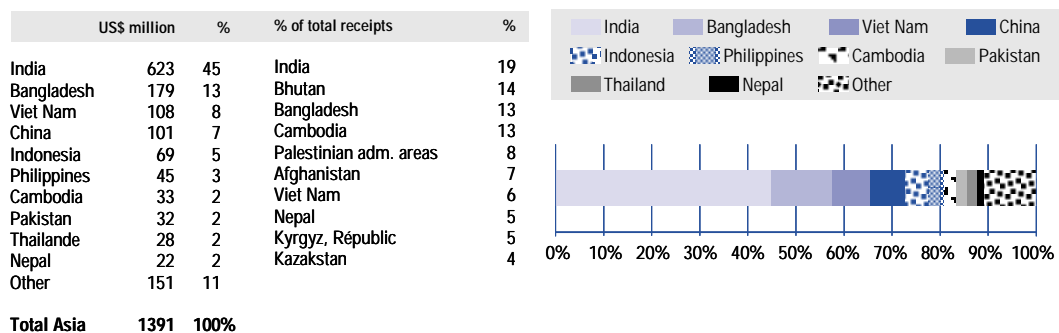 US$ million % % of total receipts %
India 623 45 India 19
Bangladesh 179 13 Bhutan 14
Viet Nam 108 8 Bangladesh 13
China 101 7 Cambodia 13
Indonesia 69 5 Palestinian adm. areas 8
Philippines 45 3 Afghanistan 7
Cambodia 33 2 Viet Nam 6
Pakistan 32 2 Nepal 5
Thailande 28 2 Kyrgyz, Républic 5
Nepal 22 2 Kazakstan 4
Other 151 11
Total Asia 1391 100%
India Bangladesh Viet Nam China
Indonesia Philippines Cambodia Pakistan
Thailand Nepal Other
0% 10% 20% 30% 40% 50% 60% 70% 80% 90% 100%